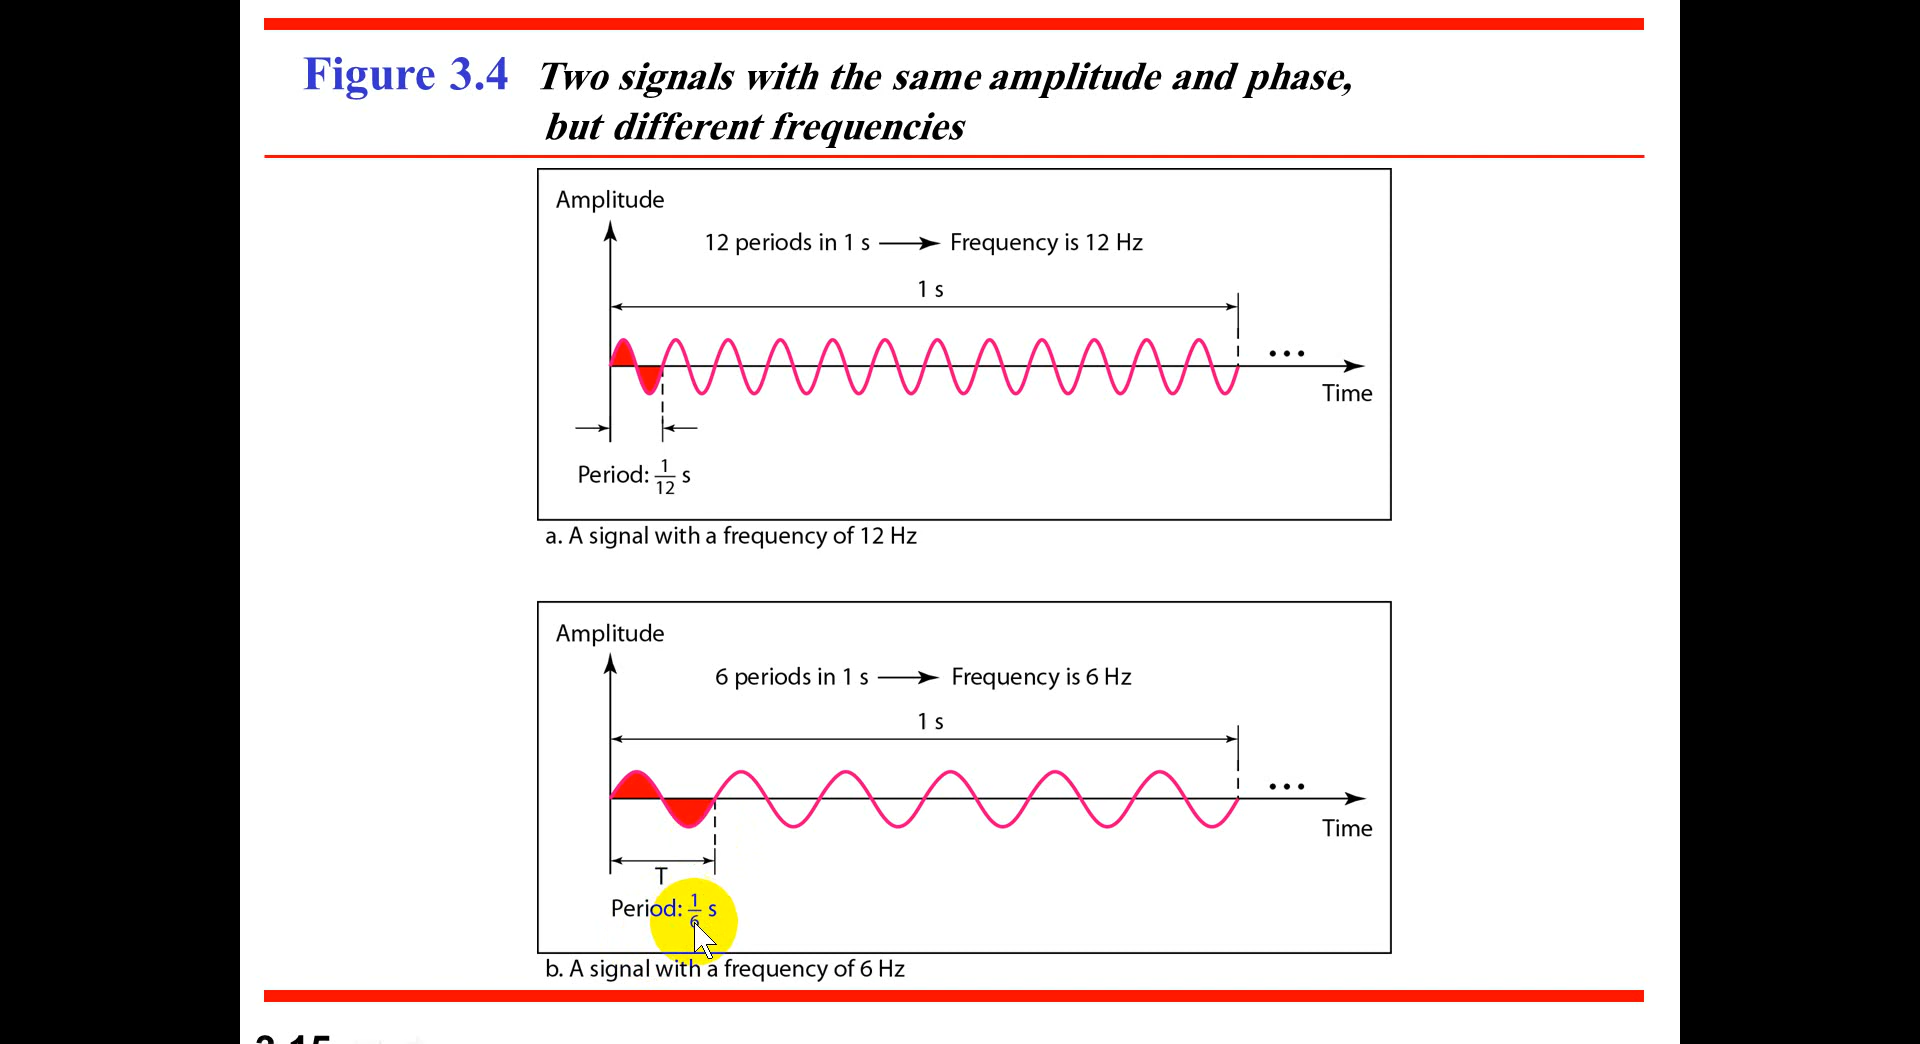 Figure 3.4 Two signals with the same amplitude and phase,
but different frequencies
Amplitude
12 periods in 1 s Frequency is 12 Hz
1 s
...
Time
Period: 1/12 s
a. A signal with a frequency of 12 Hz
Amplitude
6 periods in 1 s Frequency is 6 Hz
1 s
...
Time
T
Period: 1/6 s
b. A signal with a frequency of 6 Hz